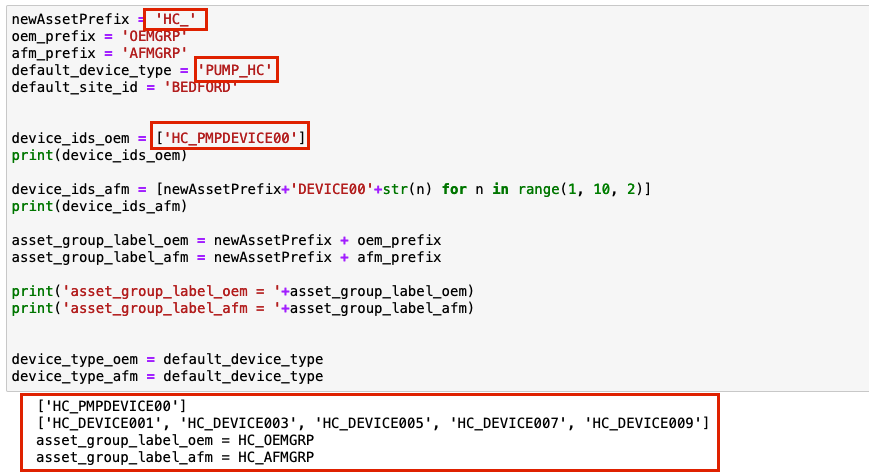 newAssetPrefix = 'HC_'
oem_prefix = 'OEMGRP'
afm_prefix = 'AFMGRP'
default_device_type = 'PUMP_HC'
default_site_id = 'BEDFORD'
device_ids_oem = ['HC_PMPDEVICE00']
print(device_ids_oem)
device_ids_afm = [newAssetPrefix+'DEVICE00'+str(n) for n in range(1, 10, 2)]
print(device_ids_afm)
asset_group_label_oem = newAssetPrefix + oem_prefix
asset_group_label_afm = newAssetPrefix + afm_prefix
print('asset_group_label_oem = '+asset_group_label_oem)
print('asset_group_label_afm = '+asset_group_label_afm)
device_type_oem = default_device_type
device_type_afm = default_device_type
['HC_PMPDEVICE00']
['HC_DEVICE001', 'HC_DEVICE003', 'HC_DEVICE005', 'HC_DEVICE007', 'HC_DEVICE009']
asset_group_label_oem = HC_OEMGRP
asset_group_label_afm = HC_AFMGRP